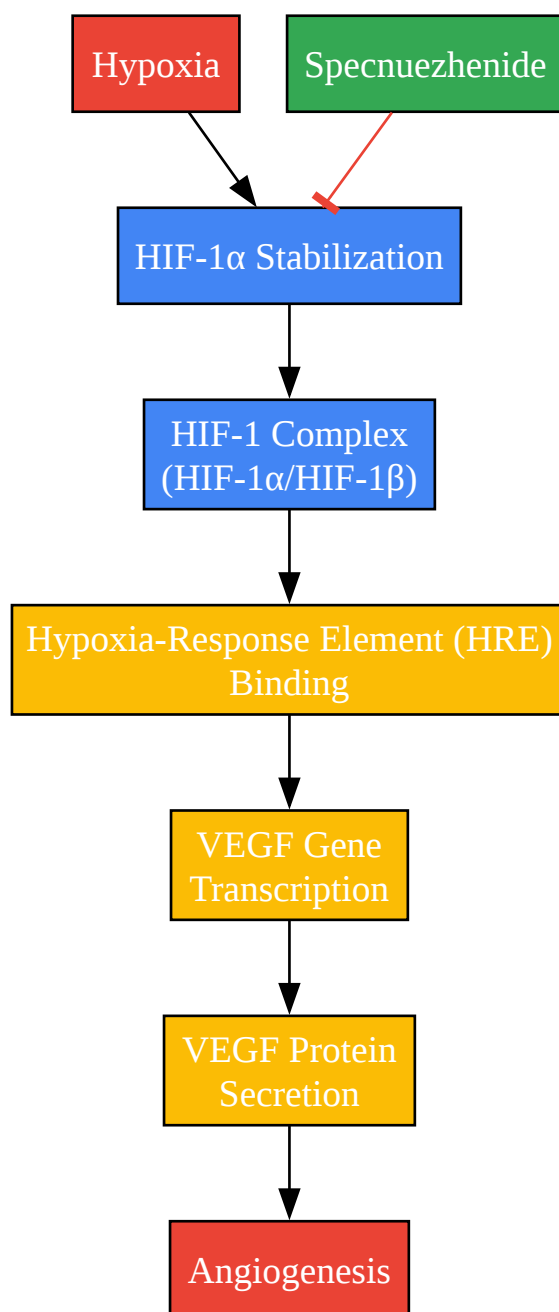 Hypoxia
Specnuezhenide
HIF-1α Stabilization
HIF-1 Complex
(HIF-1α/HIF-1β)
Hypoxia-Response Element (HRE)
Binding
VEGF Gene
Transcription
VEGF Protein
Secretion
Angiogenesis